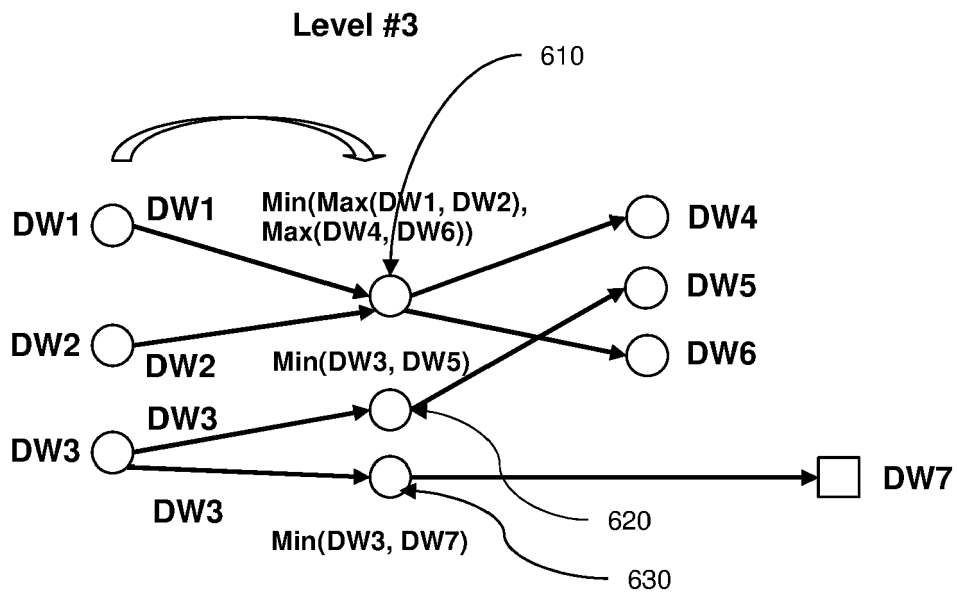 Level #3
610
DW1
DW1
Min(Max(DW1, DW2),
Max(DW4, DW6))
DW4
DW5
DW2
DW2
Min(DW3, DW5)
DW6
DW3
DW3
DW3
DW7
Min(DW3, DW7)
620
630